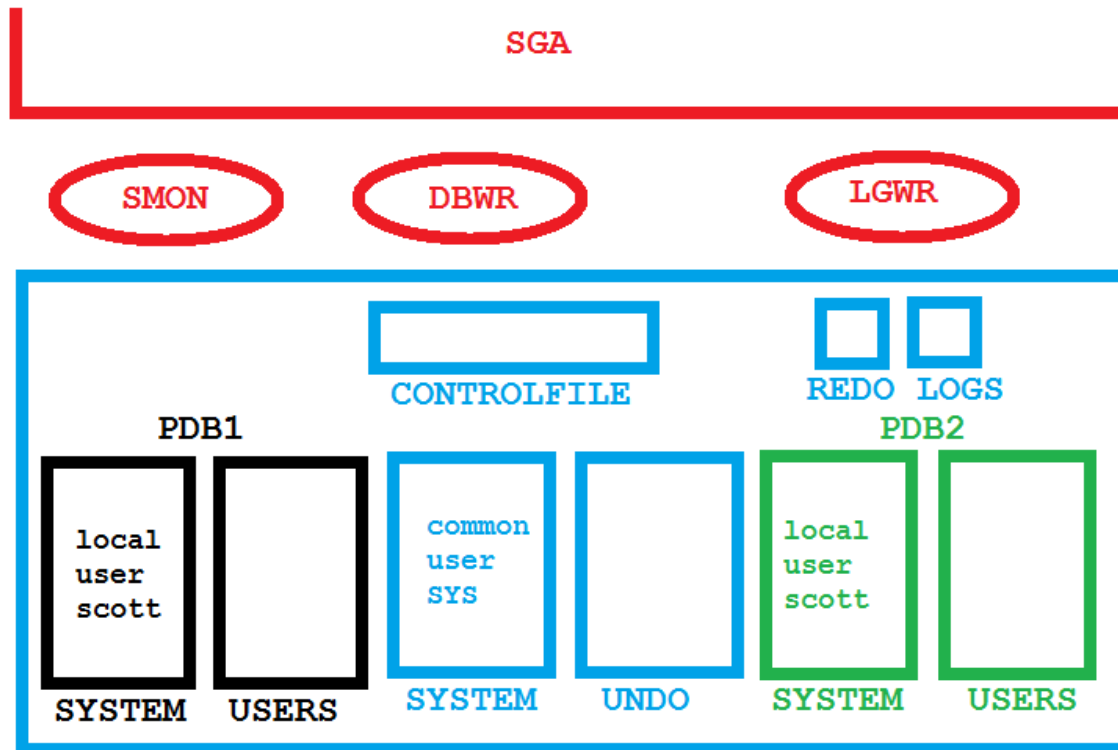 SGA
SMON DBWR LGWR
CONTROLFILE REDO LOGS
PDB1 PDB2
local
user
scott
common
user
SYS
local
user
scott
SYSTEM USERS SYSTEM UNDO SYSTEM USERS